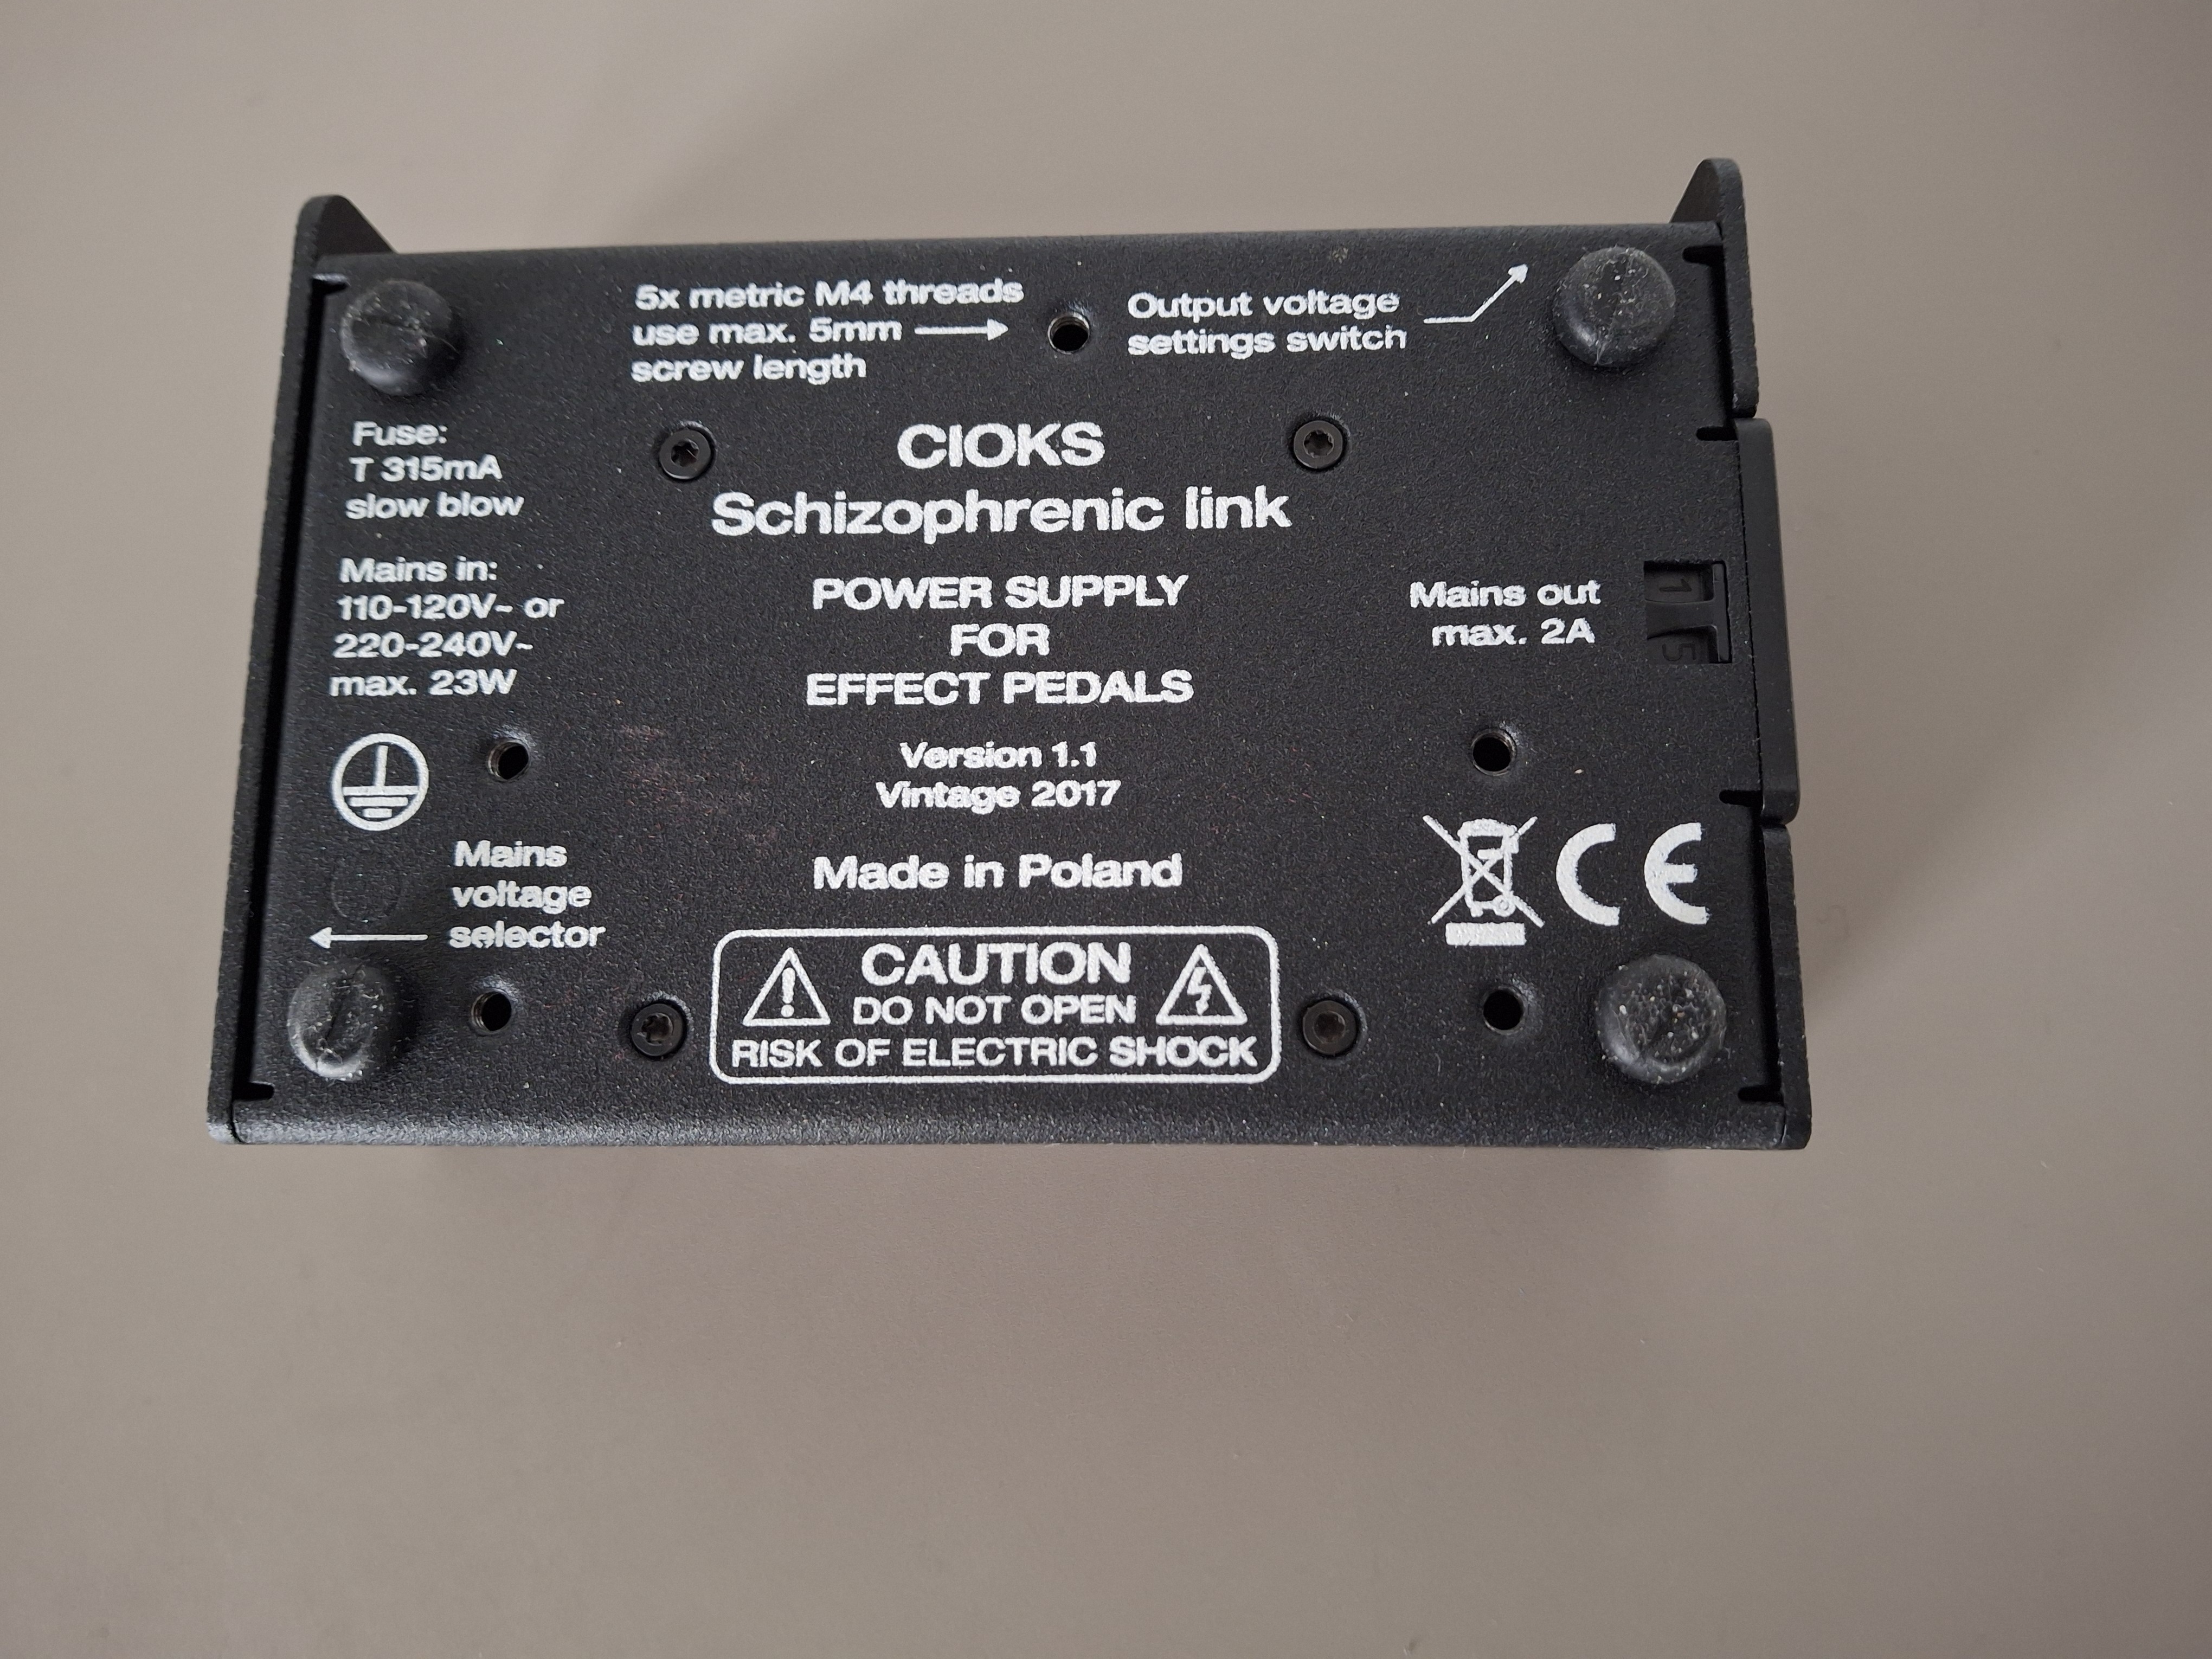 5x metric M4 threads
use max. 5mm
screw length
Output voltage
settings switch
Fuse:
T 315mA
slow blow
CIOKS
Schizophrenic link
Mains in:
110-120V~ or
220-240V~
max. 23W
POWER SUPPLY
FOR
EFFECT PEDALS
Mains out
max. 2A
1
5
Version 1.1
Vintage 2017
Mains
voltage
selector
Made in Poland
CE
CAUTION
DO NOT OPEN
RISK OF ELECTRIC SHOCK